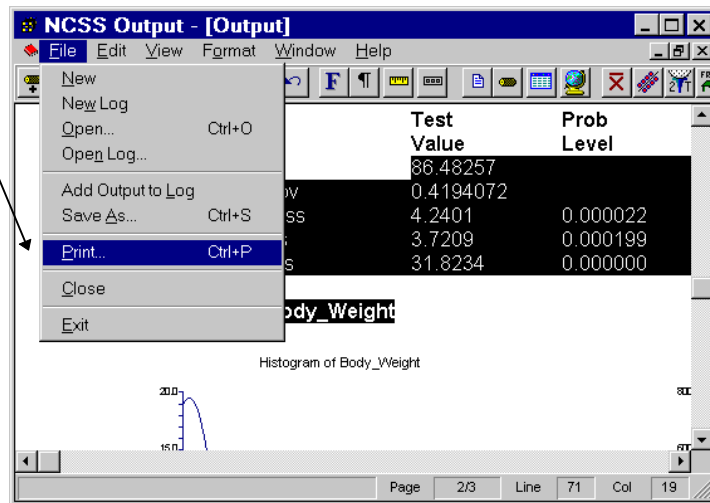 NCSS Output - [Output]
File Edit View Format Window Help
New
New Log
Open... Ctrl+O
Open Log...
Add Output to Log
Save As... Ctrl+S
Print... Ctrl+P
Close
Exit
Test Prob
Value Level
86.48257
0.4194072
4.2401 0.000022
3.7209 0.000199
31.8234 0.000000
ody_Weight
Histogram of Body_Weight
20.0
15.0
Page 2/3 Line 71 Col 19